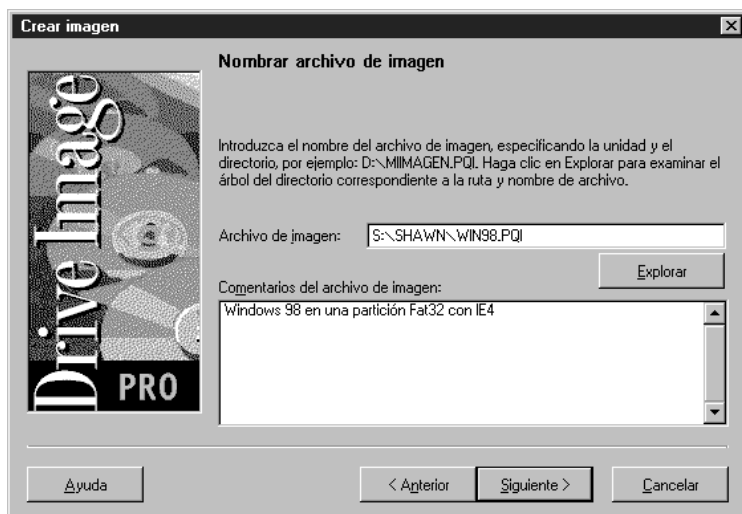 Crear imagen
Drive Image
PRO
Nombrar archivo de imagen
Introduzca el nombre del archivo de imagen, especificando la unidad y el
directorio, por ejemplo: D:\MIIMAGEN.PQI. Haga clic en Explorar para examinar el
árbol del directorio correspondiente a la ruta y nombre de archivo.
Archivo de imagen: S:\SHAWN\WIN98.PQI
Explorar
Comentarios del archivo de imagen:
Windows 98 en una partición Fat32 con IE4
Ayuda
< Anterior
Siguiente >
Cancelar